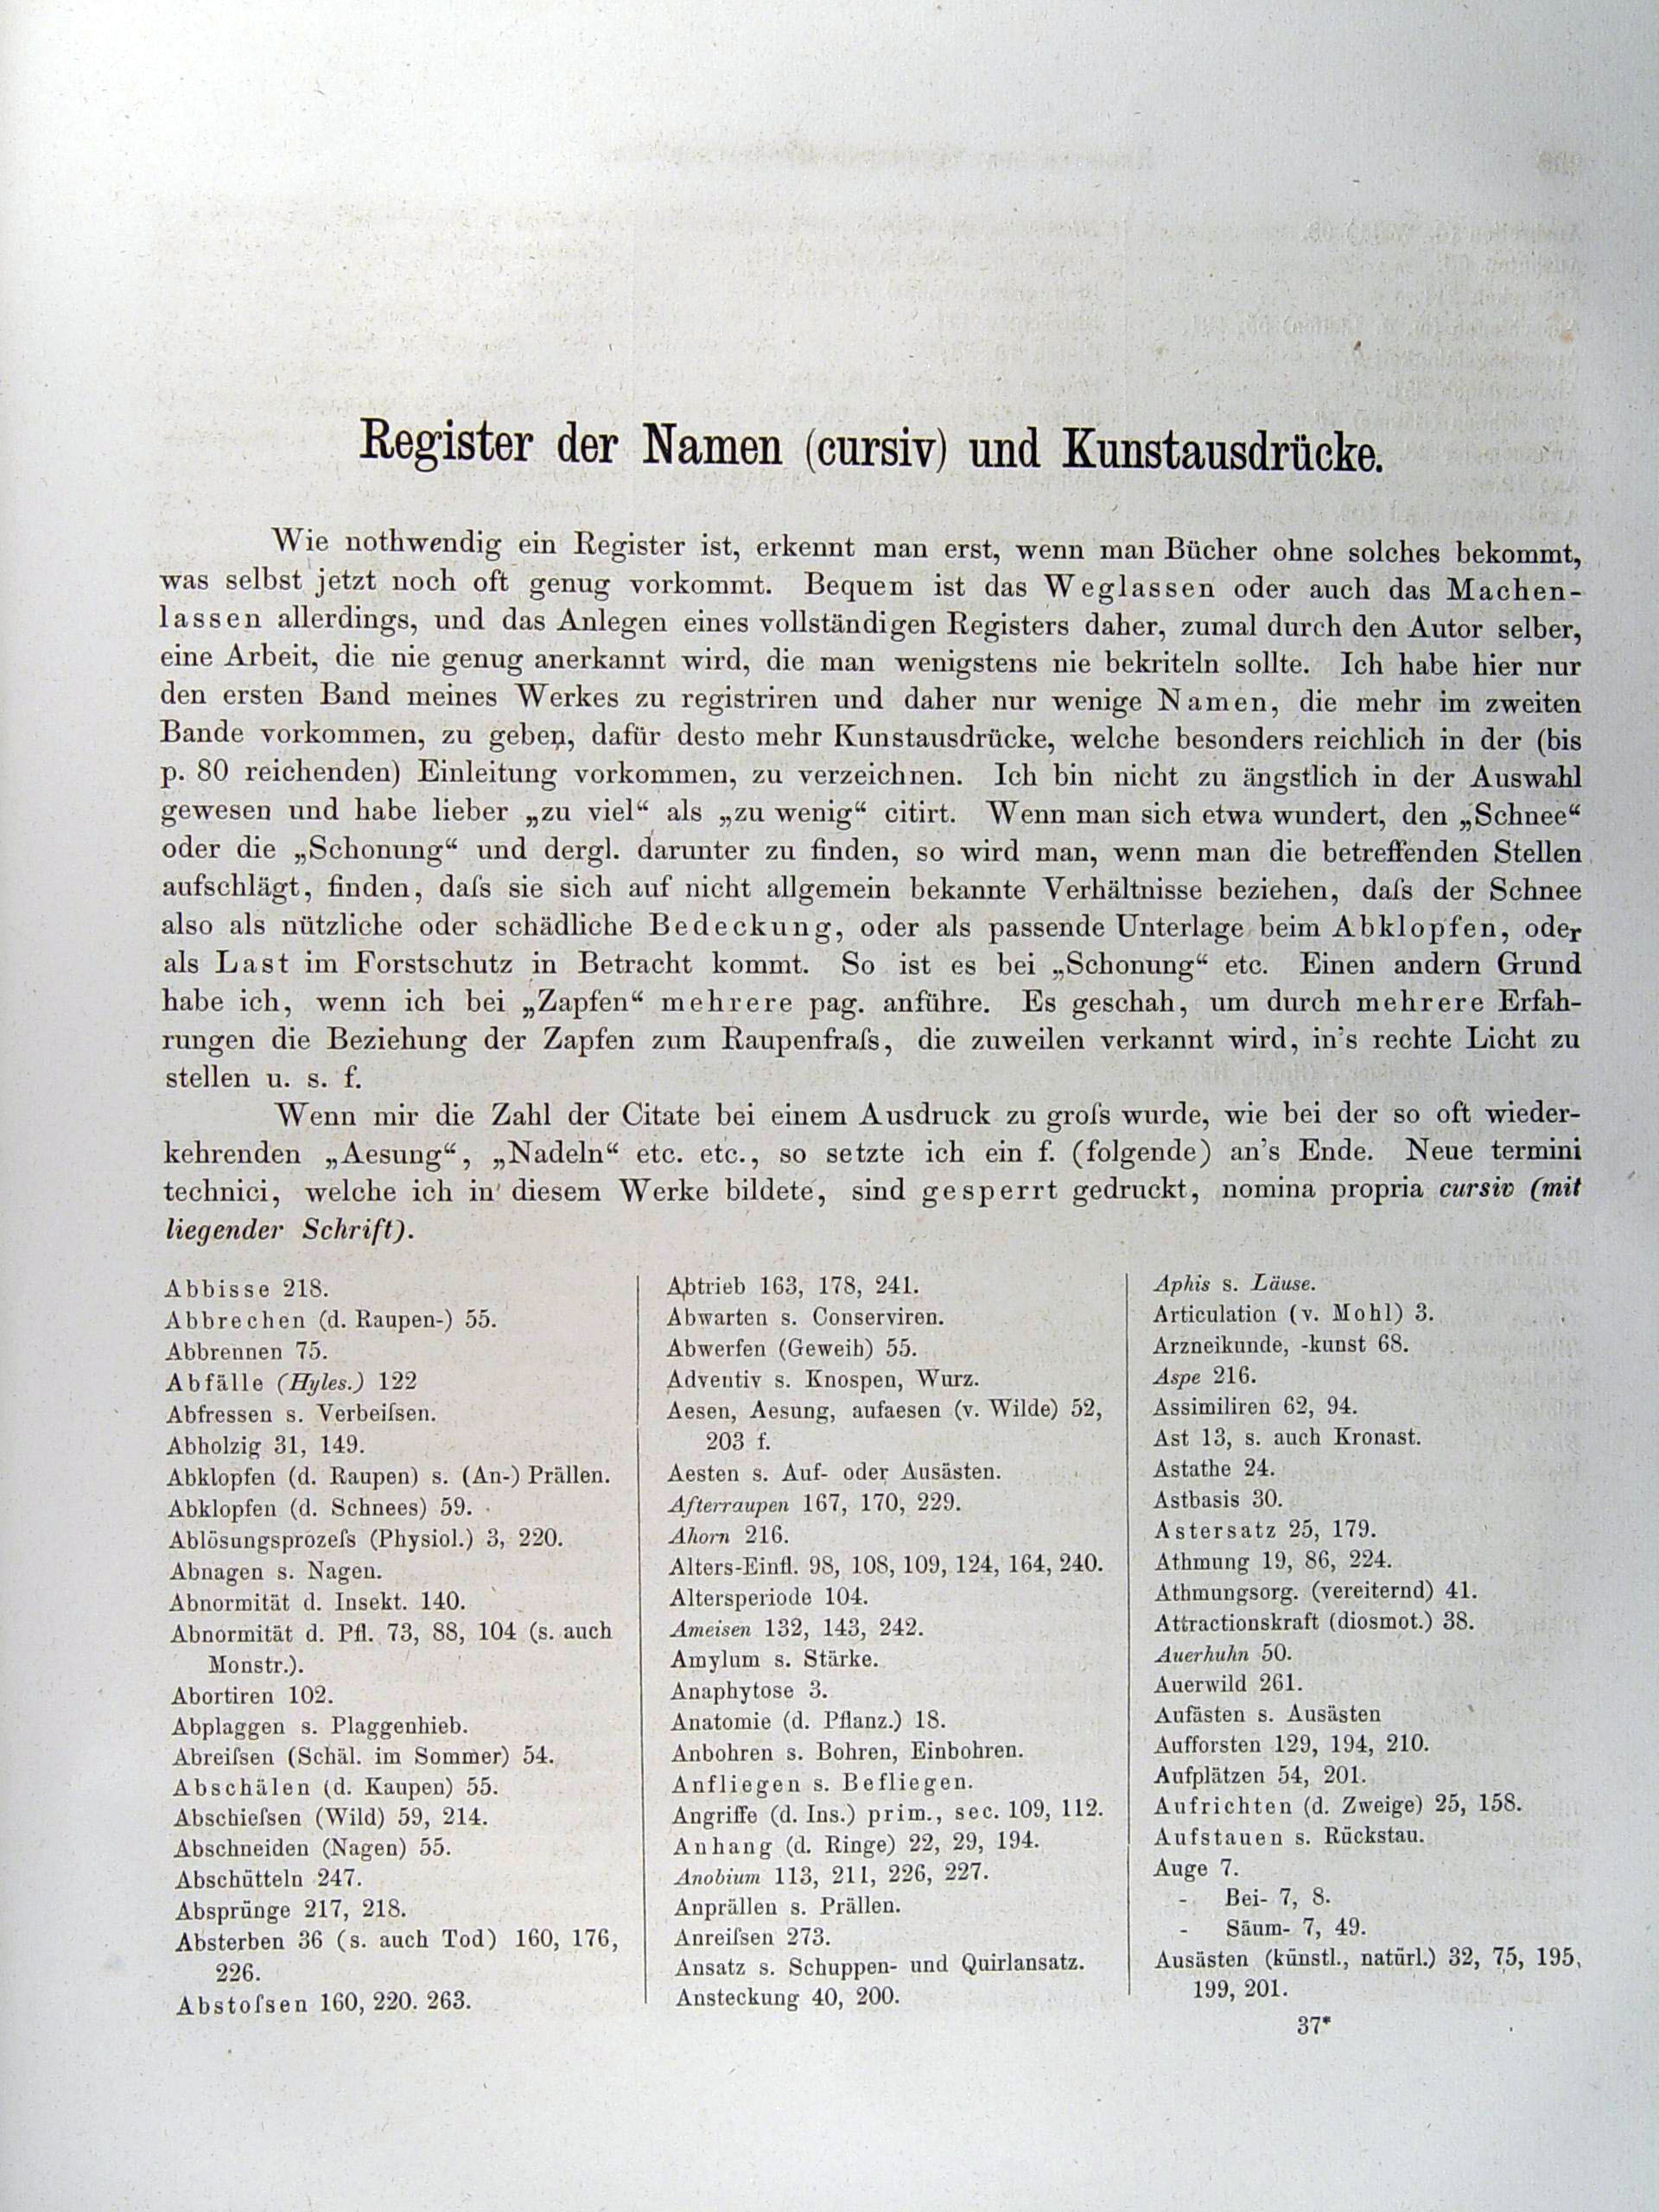 Register der Namen (cursiv) und Kunstausdrücke.
Wie nothwendig ein Register ist, erkennt man erst, wenn man Bücher ohne solches bekommt,
was selbst jetzt noch oft genug vorkommt. Bequem ist das Weglassen oder auch das Machen-
lassen allerdings, und das Anlegen eines vollständigen Registers daher, zumal durch den Autor selber,
eine Arbeit, die nie genug anerkannt wird, die man wenigstens nie bekriteln sollte. Ich habe hier nur
den ersten Band meines Werkes zu registriren und daher nur wenige Namen, die mehr im zweiten
Bande vorkommen, zu geben, dafür desto mehr Kunstausdrücke, welche besonders reichlich in der (bis
p. 80 reichenden) Einleitung vorkommen, zu verzeichnen. Ich bin nicht zu ängstlich in der Auswahl
gewesen und habe lieber „zu viel“ als „zu wenig“ citirt. Wenn man sich etwa wundert, den „Schnee“
oder die „Schonung“ und dergl. darunter zu finden, so wird man, wenn man die betreffenden Stellen
aufschlägt, finden, daſs sie sich auf nicht allgemein bekannte Verhältnisse beziehen, daſs der Schnee
also als nützliche oder schädliche Bedeckung, oder als passende Unterlage beim Abklopfen, oder
als Last im Forstschutz in Betracht kommt. So ist es bei „Schonung“ etc. Einen andern Grund
habe ich, wenn ich bei „Zapfen“ mehrere pag. anführe. Es geschah, um durch mehrere Erfah-
rungen die Beziehung der Zapfen zum Raupenfraſs, die zuweilen verkannt wird, in's rechte Licht zu
stellen u. s. f.
Wenn mir die Zahl der Citate bei einem Ausdruck zu groſs wurde, wie bei der so oft wieder-
kehrenden „Aesung“, „Nadeln“ etc. etc., so setzte ich ein f. (folgende) an's Ende. Neue termini
technici, welche ich in diesem Werke bildete, sind gesperrt gedruckt, nomina propria cursiv (mit
liegender Schrift).
Abbisse 218.
Abbrechen (d. Raupen-) 55.
Abbrennen 75.
Abfälle (Hyles.) 122
Abfressen s. Verbeiſsen.
Abholzig 31, 149.
Abklopfen (d. Raupen) s. (An-) Prällen.
Abklopfen (d. Schnees) 59.
Ablösungsprozeſs (Physiol.) 3, 220.
Abnagen s. Nagen.
Abnormität d. Insekt. 140.
Abnormität d. Pfl. 73, 88, 104 (s. auch
Monstr.).
Abortiren 102.
Abplaggen s. Plaggenhieb.
Abreiſsen (Schäl. im Sommer) 54.
Abschälen (d. Kaupen) 55.
Abschieſsen (Wild) 59, 214.
Abschneiden (Nagen) 55.
Abschütteln 247.
Absprünge 217, 218.
Absterben 36 (s. auch Tod) 160, 176,
226.
Abstoſsen 160, 220. 263.
Abtrieb 163, 178, 241.
Abwarten s. Conserviren.
Abwerfen (Geweih) 55.
Adventiv s. Knospen, Wurz.
Aesen, Aesung, aufaesen (v. Wilde) 52,
203 f.
Aesten s. Auf- oder Ausästen.
Afterraupen 167, 170, 229.
Ahorn 216.
Alters-Einfl. 98, 108, 109, 124, 164, 240.
Altersperiode 104.
Ameisen 132, 143, 242.
Amylum s. Stärke.
Anaphytose 3.
Anatomie (d. Pflanz.) 18.
Anbohren s. Bohren, Einbohren.
Anfliegen s. Befliegen.
Angriffe (d. Ins.) prim., sec. 109, 112.
Anhang (d. Ringe) 22, 29, 194.
Anobium 113, 211, 226, 227.
Anprällen s. Prällen.
Anreiſsen 273.
Ansatz s. Schuppen- und Quirlansatz.
Ansteckung 40, 200.
Aphis s. Läuse.
Articulation (v. Mohl) 3.
Arzneikunde, -kunst 68.
Aspe 216.
Assimiliren 62, 94.
Ast 13, s. auch Kronast.
Astathe 24.
Astbasis 30.
Astersatz 25, 179.
Athmung 19, 86, 224.
Athmungsorg. (vereiternd) 41.
Attractionskraft (diosmot.) 38.
Auerhuhn 50.
Auerwild 261.
Aufästen s. Ausästen
Aufforsten 129, 194, 210.
Aufplätzen 54, 201.
Aufrichten (d. Zweige) 25, 158.
Aufstauen s. Rückstau.
Auge 7.
- Bei- 7, 8.
- Säum- 7, 49.
Ausästen (künstl., natürl.) 32, 75, 195,
199, 201.
37*